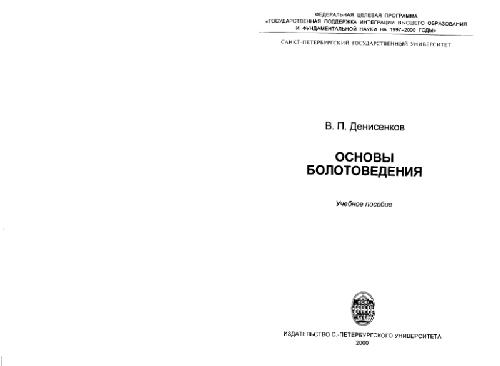 ФЕДЕРАЛЬНАЯ ЦЕЛЕВАЯ ПРОГРАММА
«ГОСУДАРСТВЕННАЯ ПОДДЕРЖКА ИНТЕГРАЦИИ ВЫСШЕГО ОБРАЗОВАНИЯ
И ФУНДАМЕНТАЛЬНОЙ НАУКИ НА 1997–2000 ГОДЫ»
САНКТ-ПЕТЕРБУРГСКИЙ ГОСУДАРСТВЕННЫЙ УНИВЕРСИТЕТ
В. П. Денисенков
ОСНОВЫ
БОЛОТОВЕДЕНИЯ
Учебное пособие
ИЗДАТЕЛЬСТВО С.-ПЕТЕРБУРГСКОГО УНИВЕРСИТЕТА
2000